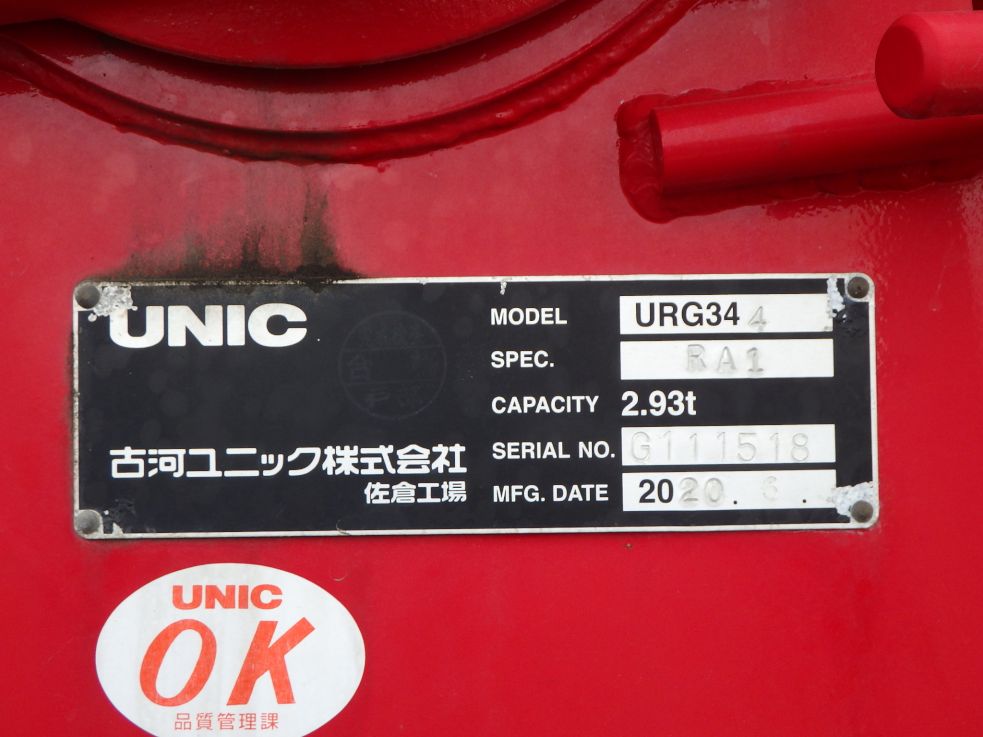 UNIC
MODEL URG344
SPEC. RA1
CAPACITY 2.93t
SERIAL NO. G111518
MFG. DATE 2020. 6.
古河ユニック株式会社
佐倉工場
UNIC
OK
品質管理課